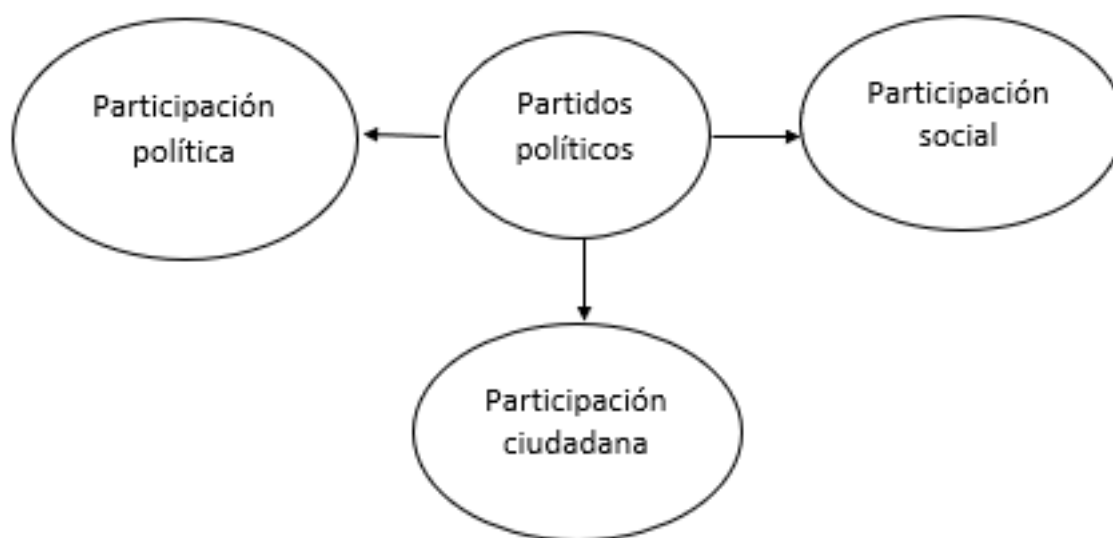 Participación
política
Partidos
políticos
Participación
social
Participación
ciudadana